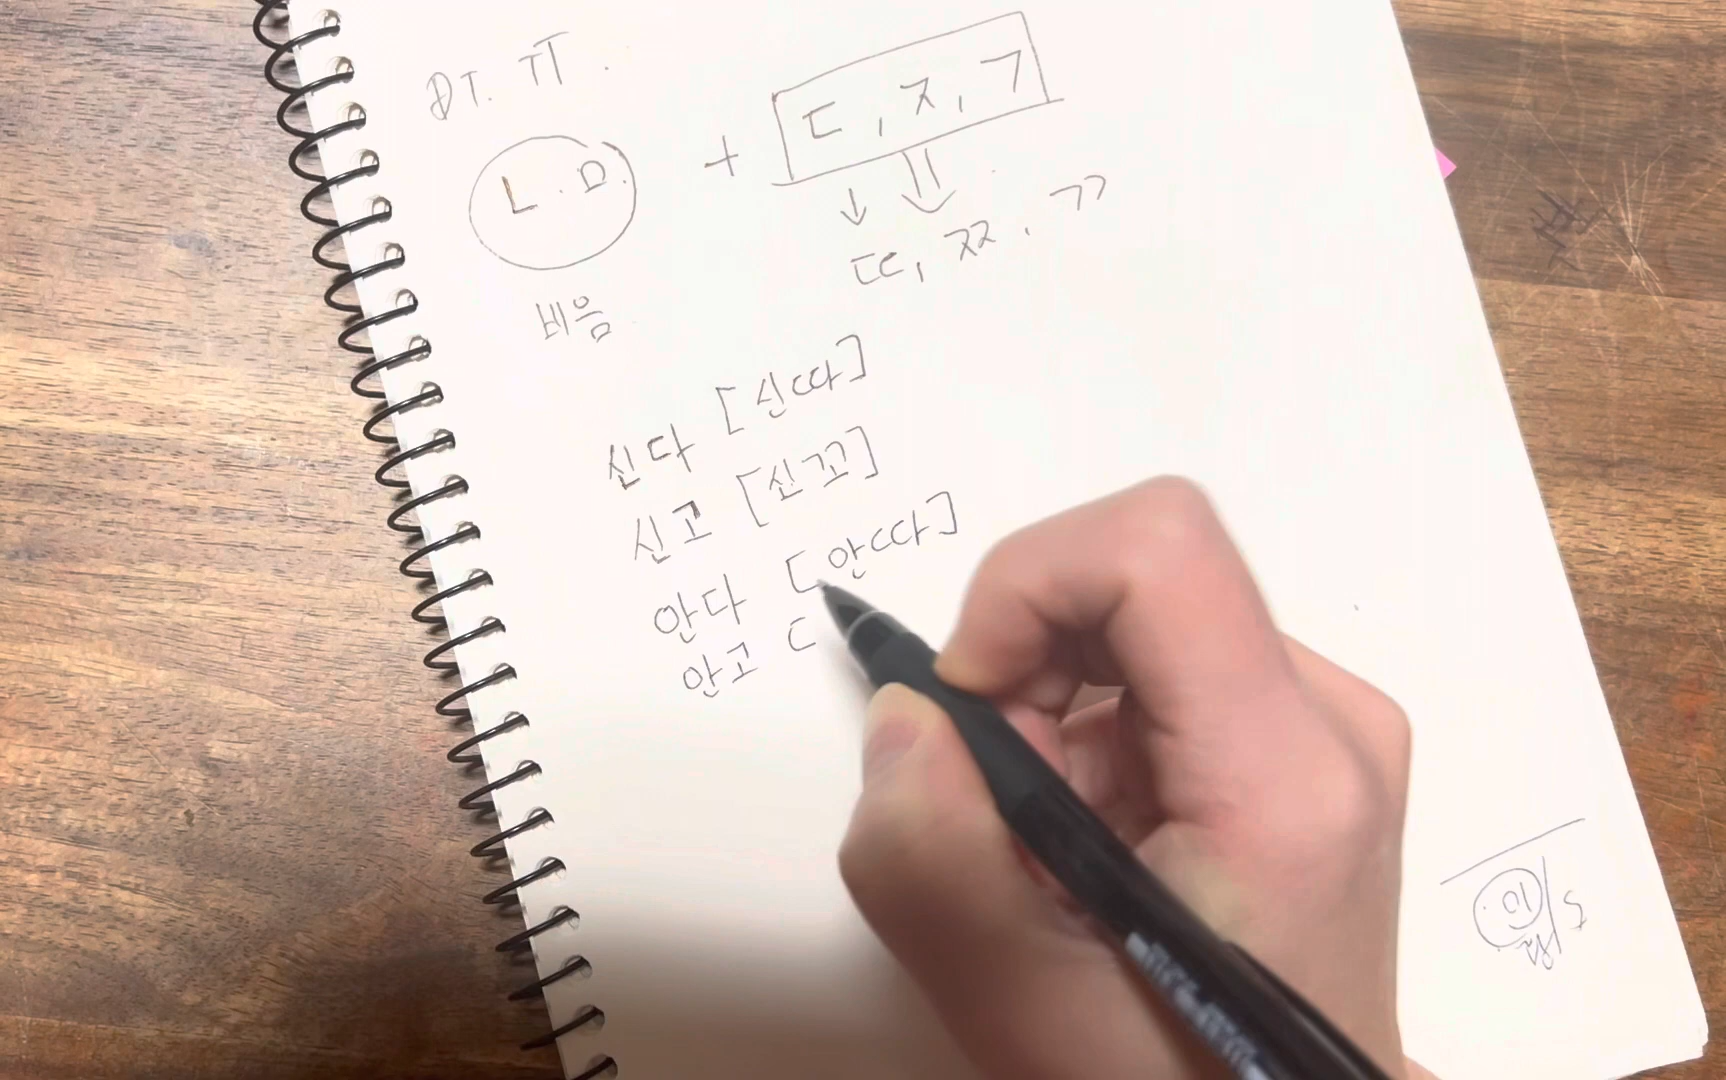 ㄴ. ㅁ. + ㄷ, ㅈ, ㄱ
ㄸ, ㅉ. ㄲ
비음
신다 [신따]
신고 [신꼬]
안다 [안따]
안고 [